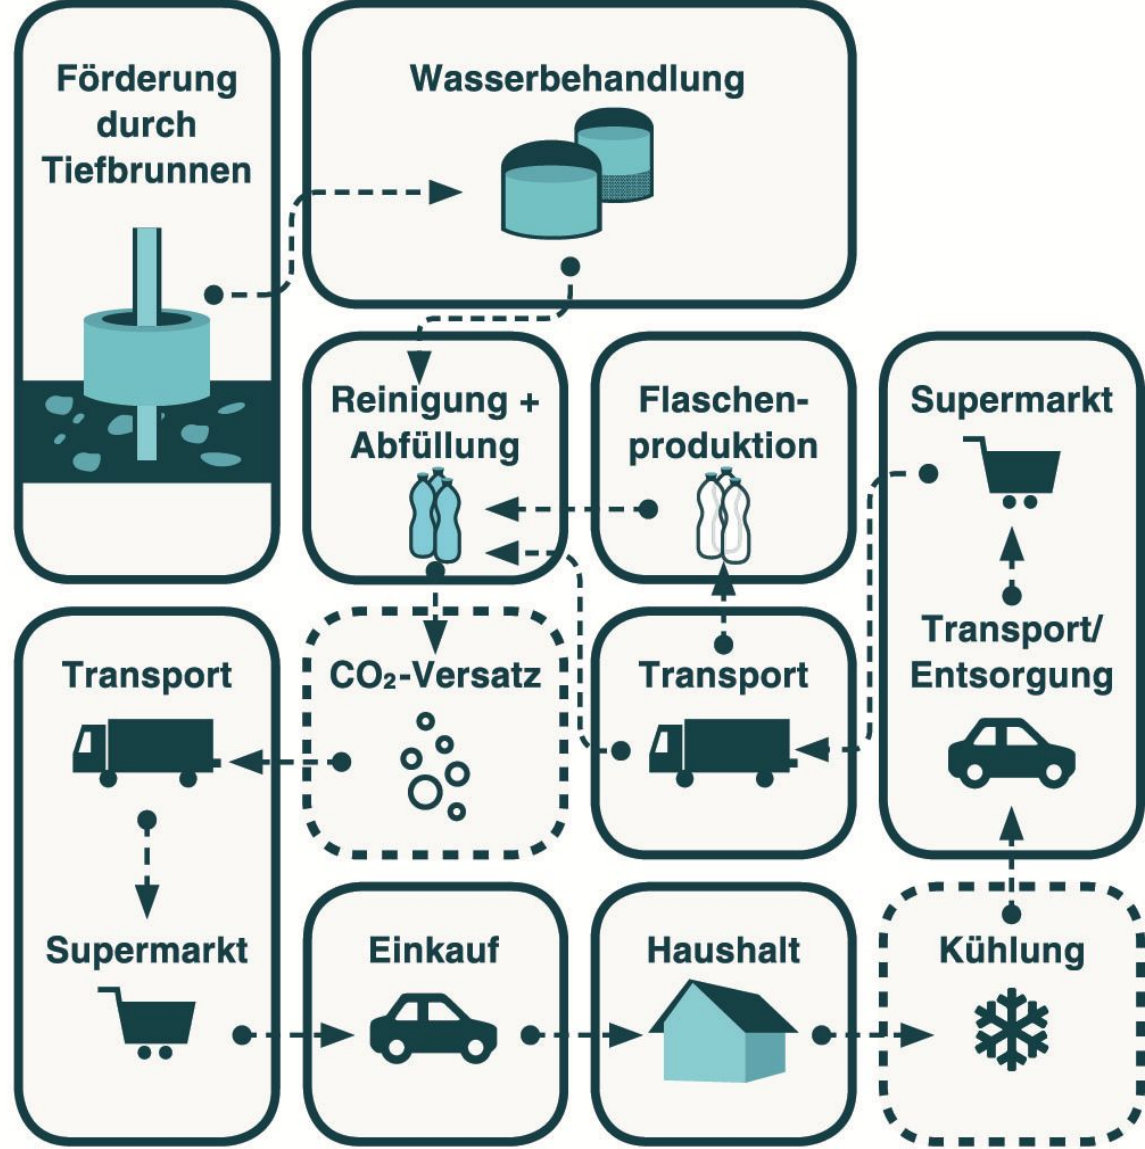 Förderung
durch
Tiefbrunnen
Wasserbehandlung
Reinigung +
Abfüllung
Flaschen-
produktion
Supermarkt
Transport
CO₂-Versatz
Transport
Transport/
Entsorgung
Supermarkt
Einkauf
Haushalt
Kühlung